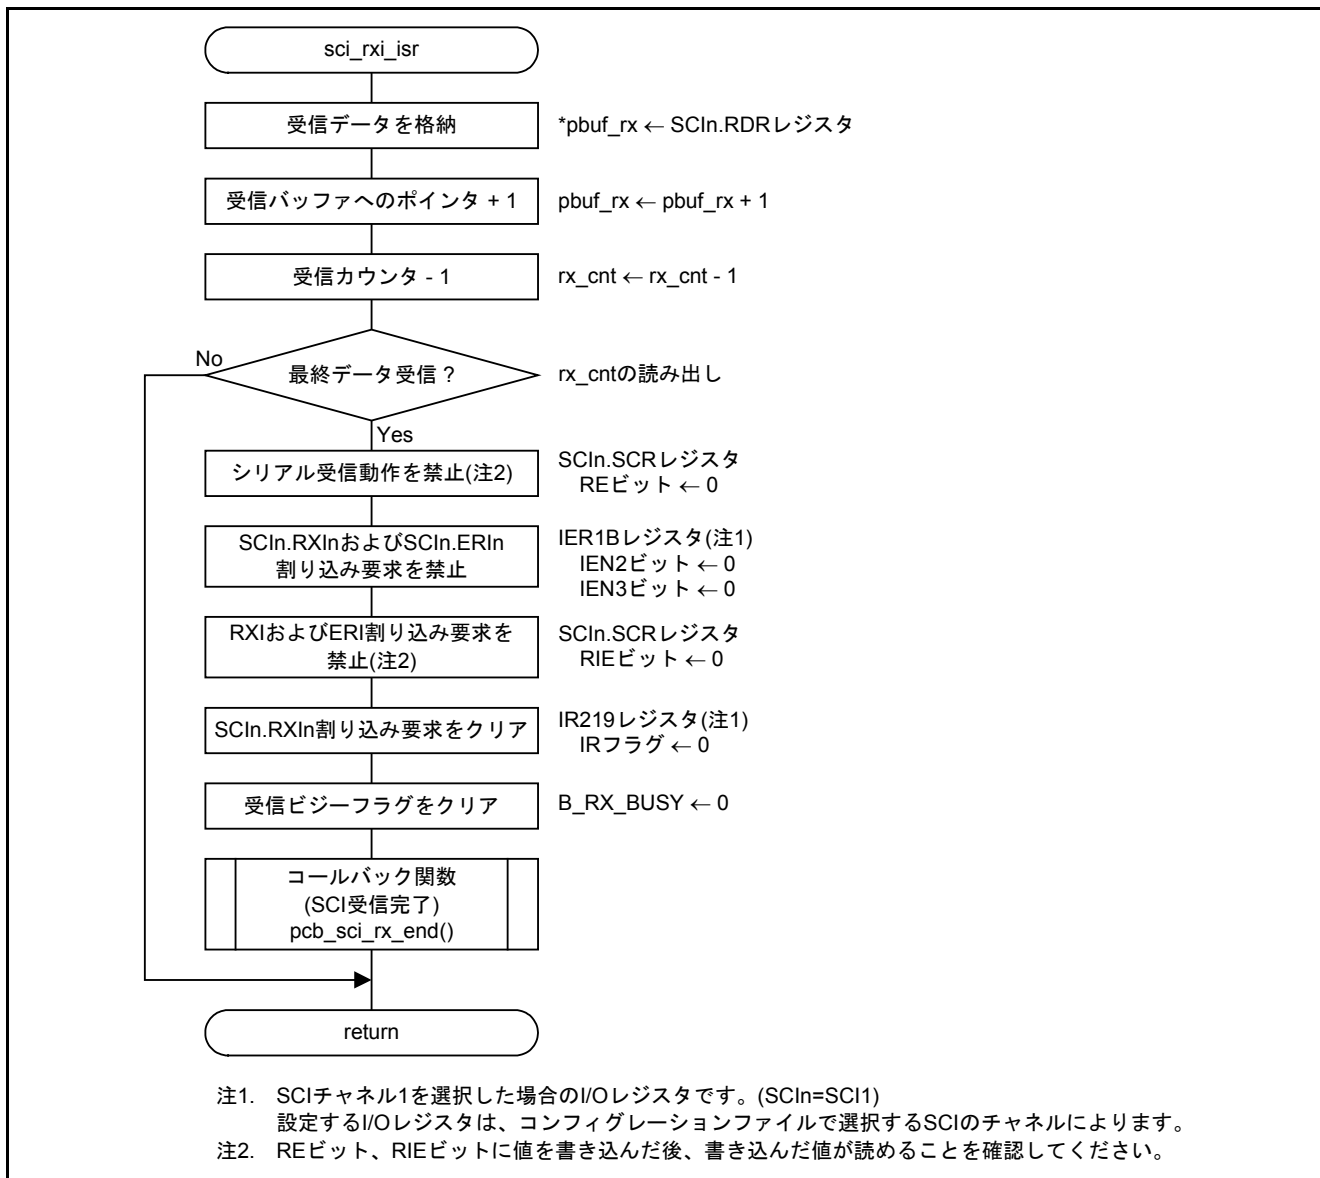 sci_rxi_isr
受信データを格納
*pbuf_rx ← SCIn.RDRレジスタ
受信バッファへのポインタ + 1
pbuf_rx ← pbuf_rx + 1
受信カウンタ - 1
rx_cnt ← rx_cnt - 1
No
最終データ受信 ?
rx_cntの読み出し
Yes
シリアル受信動作を禁止(注2)
SCIn.SCRレジスタ
REビット ← 0
SCIn.RXInおよびSCIn.ERIn
割り込み要求を禁止
IER1Bレジスタ(注1)
IEN2ビット ← 0
IEN3ビット ← 0
RXIおよびERI割り込み要求を
禁止(注2)
SCIn.SCRレジスタ
RIEビット ← 0
SCIn.RXIn割り込み要求をクリア
IR219レジスタ(注1)
IRフラグ ← 0
受信ビジーフラグをクリア
B_RX_BUSY ← 0
コールバック関数
(SCI受信完了)
pcb_sci_rx_end()
return
注1. SCIチャネル1を選択した場合のI/Oレジスタです。(SCIn=SCI1)
設定するI/Oレジスタは、コンフィグレーションファイルで選択するSCIのチャネルによります。
注2. REビット、RIEビットに値を書き込んだ後、書き込んだ値が読めることを確認してください。